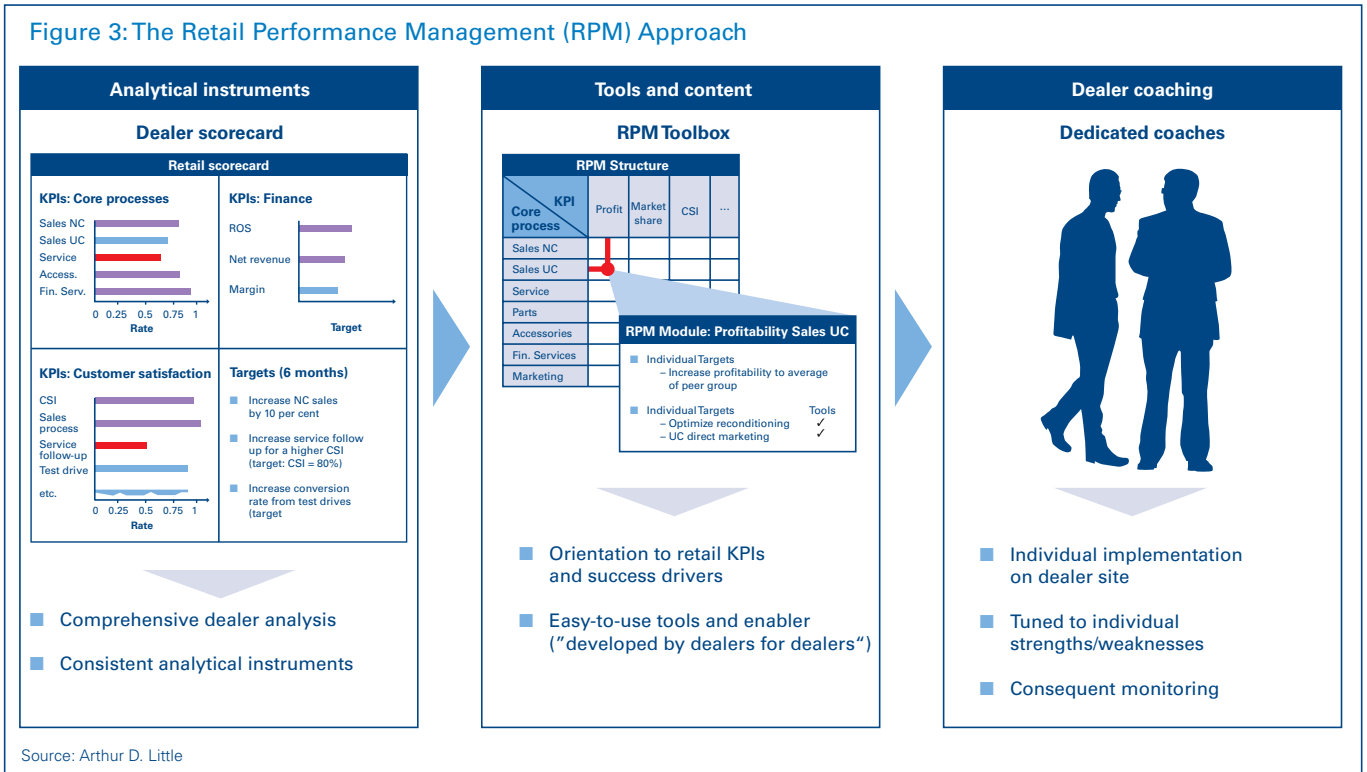 Figure 3: The Retail Performance Management (RPM) Approach
Analytical instruments
Dealer scorecard
Retail scorecard
KPIs: Core processes
Sales NC
Sales UC
Service
Access.
Fin. Serv.
0 0.25 0.5 0.75 1
Rate
KPIs: Finance
ROS
Net revenue
Margin
Target
KPIs: Customer satisfaction
CSI
Sales
process
Service
follow-up
Test drive
etc.
0 0.25 0.5 0.75 1
Rate
Targets (6 months)
Increase NC sales
by 10 per cent
Increase service follow
up for a higher CSI
(target: CSI = 80%)
Increase conversion
rate from test drives
(target
Comprehensive dealer analysis
Consistent analytical instruments
Tools and content
RPM Toolbox
RPM Structure
KPI
Core
process
Profit
Market
share
CSI
...
Sales NC
Sales UC
Service
Parts
Accessories
Fin. Services
Marketing
RPM Module: Profitability Sales UC
Individual Targets
– Increase profitability to average
of peer group
Individual Targets Tools
– Optimize reconditioning ✓
– UC direct marketing ✓
Orientation to retail KPIs
and success drivers
Easy-to-use tools and enabler
(”developed by dealers for dealers“)
Dealer coaching
Dedicated coaches
Individual implementation
on dealer site
Tuned to individual
strengths/weaknesses
Consequent monitoring
Source: Arthur D. Little